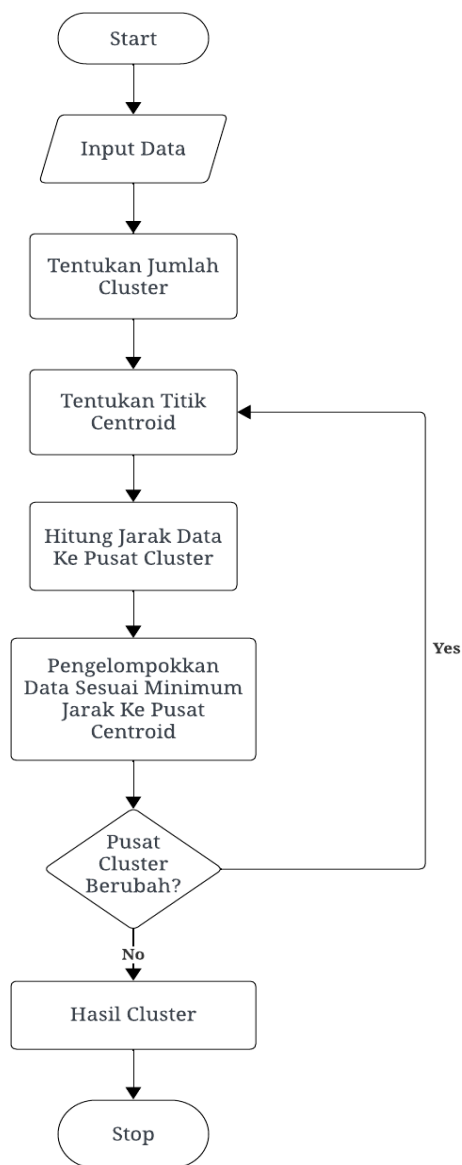 Start
Input Data
Tentukan Jumlah
Cluster
Tentukan Titik
Centroid
Hitung Jarak Data
Ke Pusat Cluster
Pengelompokkan
Data Sesuai Minimum
Jarak Ke Pusat
Centroid
Pusat
Cluster
Berubah?
Yes
No
Hasil Cluster
Stop